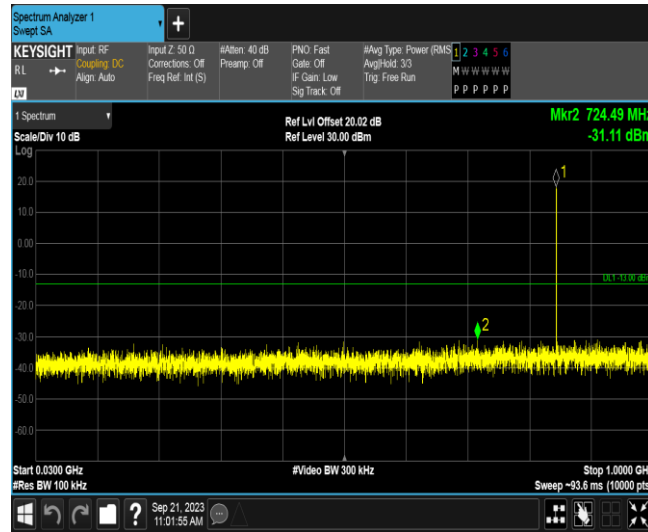 Spectrum Analyzer 1
Swept SA
+
KEYSIGHT Input: RF Input Z: 50 Ω #Atten: 40 dB PNO: Fast #Avg Type: Power (RMS 1 2 3 4 5 6
RL Coupling: DC Corrections: Off Preamp: Off Gate: Off Avg|Hold: 3/3 M W W W W W
Align: Auto Freq Ref: Int (S) IF Gain: Low Trig: Free Run
LXI Sig Track: Off P P P P P P
1 Spectrum Ref Lvl Offset 20.02 dB Mkr2 724.49 MHz
Scale/Div 10 dB Ref Level 30.00 dBm -31.11 dBm
Log
1
20.0
10.0
0.00
-10.0
DL1 -13.00 dBm
-20.0
2
-30.0
-40.0
-50.0
-60.0
Start 0.0300 GHz #Video BW 300 kHz Stop 1.0000 GHz
#Res BW 100 kHz Sweep ~93.6 ms (10000 pts)
? Sep 21, 2023
11:01:55 AM